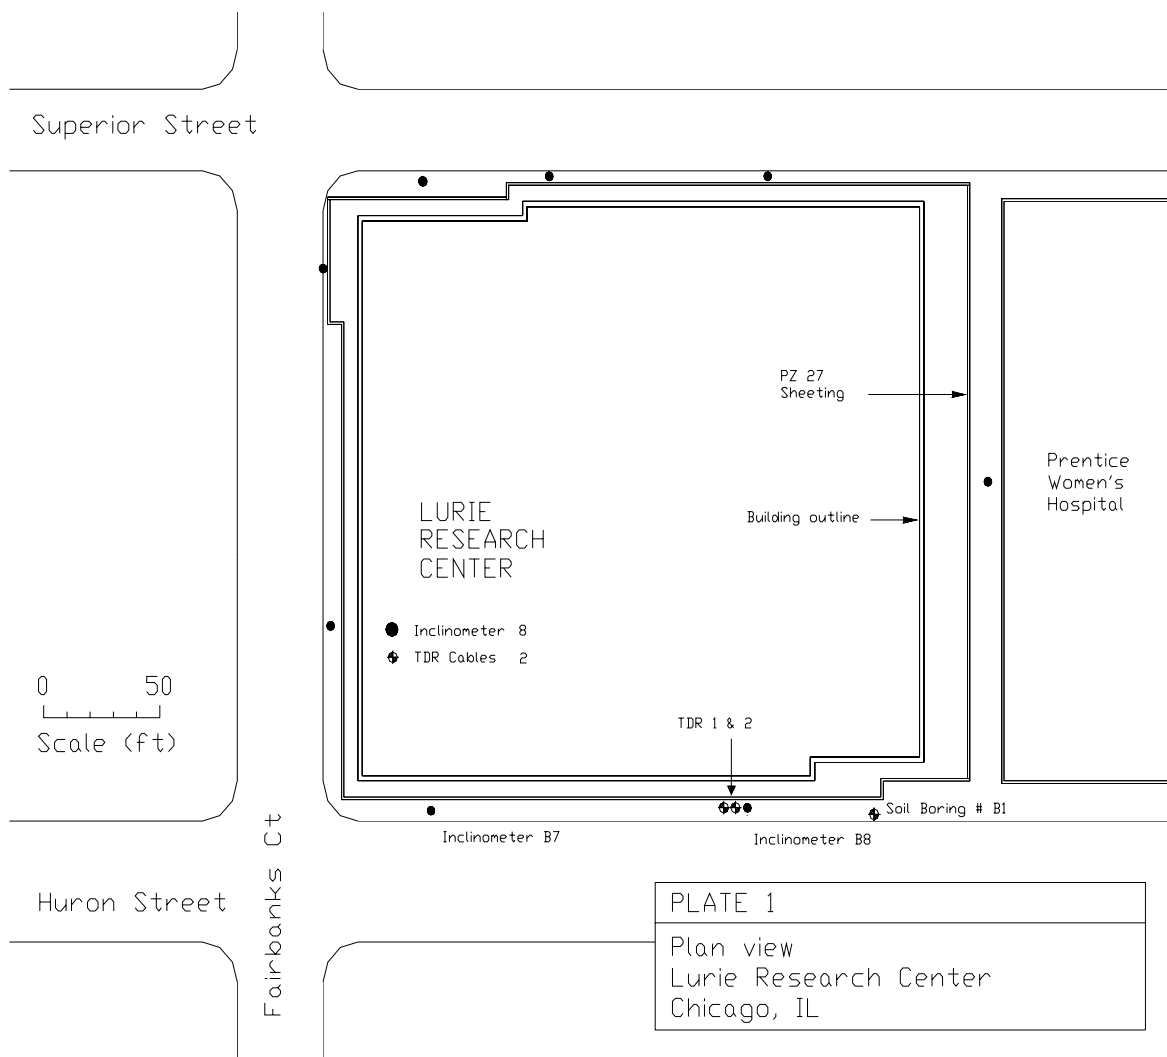 Superior Street
PZ 27
Sheeting
Prentice
Women's
Hospital
Building outline
LURIE
RESEARCH
CENTER
Inclinometer 8
TDR Cables 2
0 50
Scale (ft)
TDR 1 & 2
Soil Boring # B1
Inclinometer B7
Inclinometer B8
Fairbanks Ct
Huron Street
PLATE 1
Plan view
Lurie Research Center
Chicago, IL